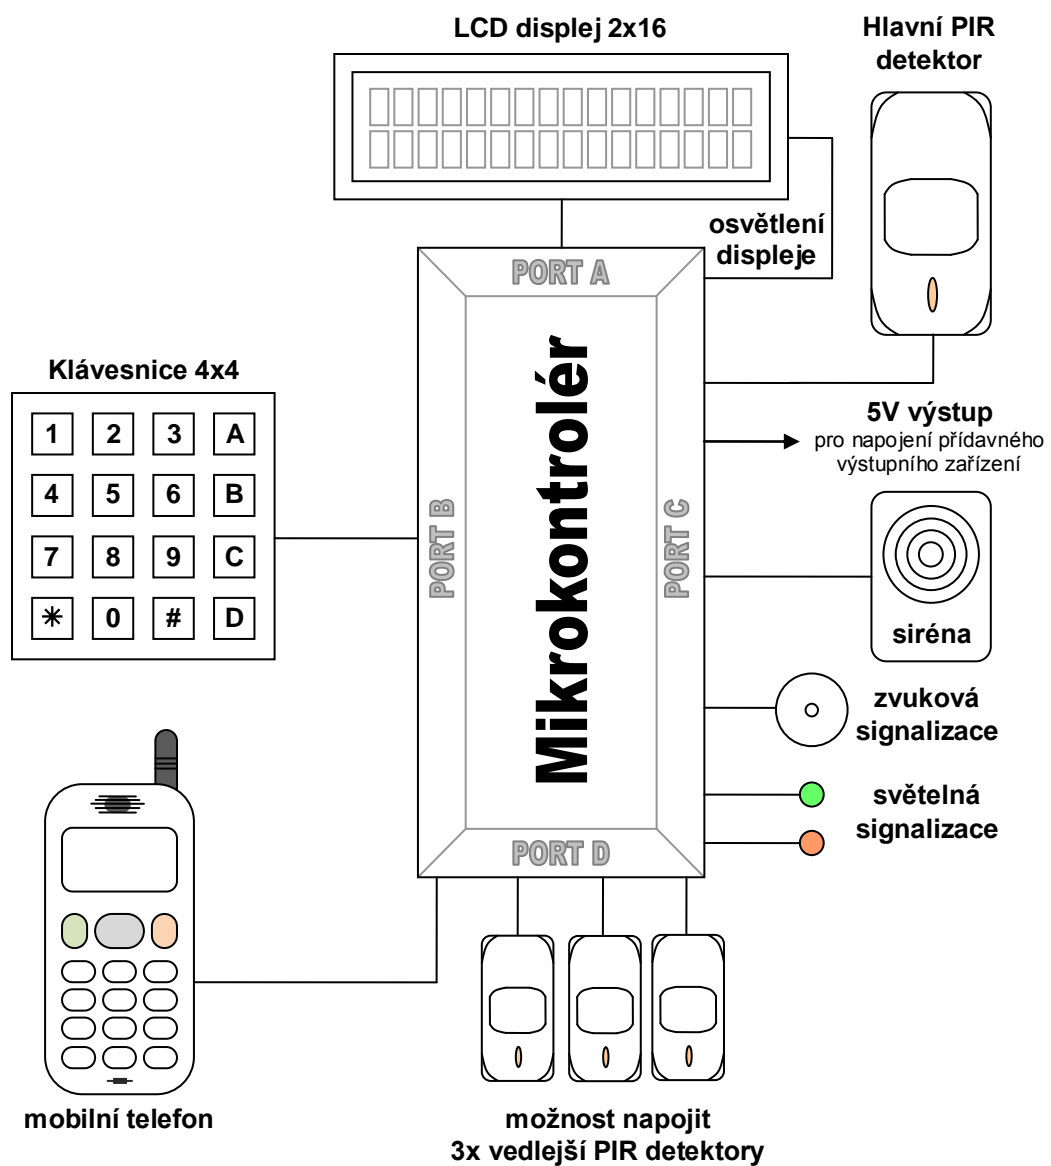 LCD displej 2x16
Hlavní PIR
detektor
osvětlení
displeje
PORT A
Klávesnice 4x4
1 2 3 A
4 5 6 B
7 8 9 C
* 0 # D
PORT B
Mikrokontrolér
PORT C
5V výstup
pro napojení přídavného
výstupního zařízení
siréna
zvuková
signalizace
světelná
signalizace
PORT D
mobilní telefon
možnost napojit
3x vedlejší PIR detektory